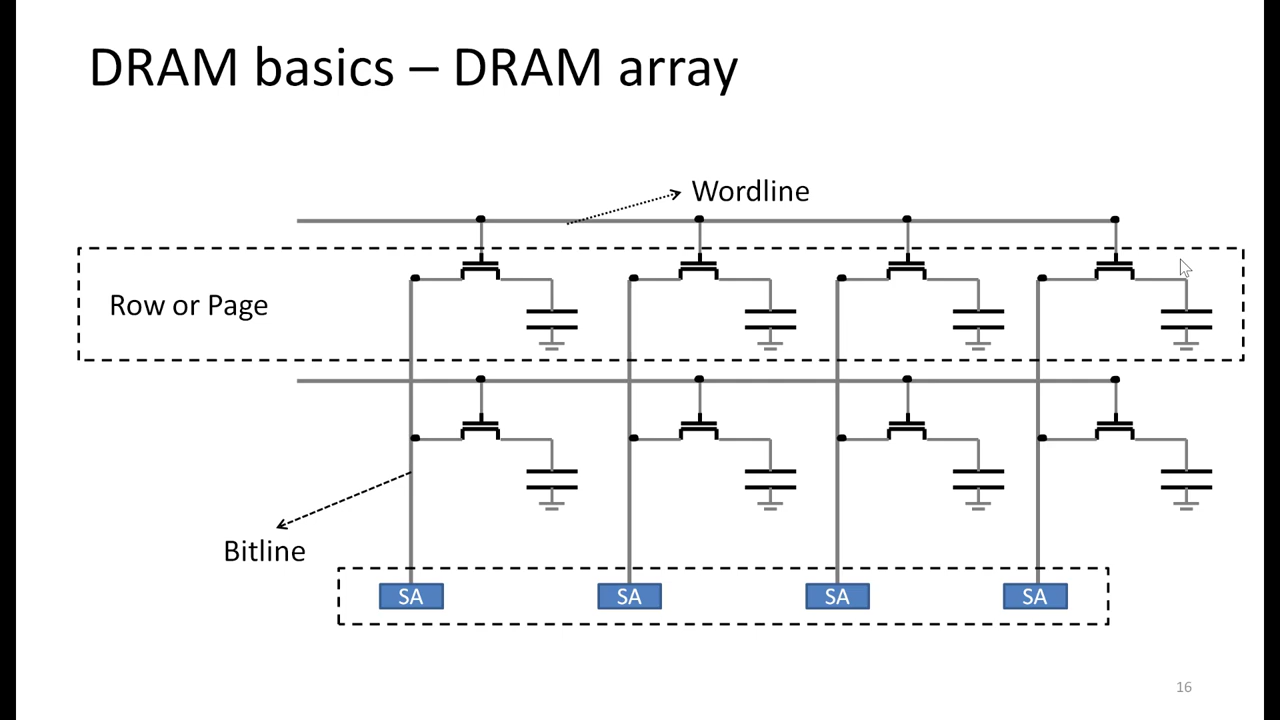 DRAM basics – DRAM array
Wordline
Row or Page
Bitline
SA SA SA SA
16